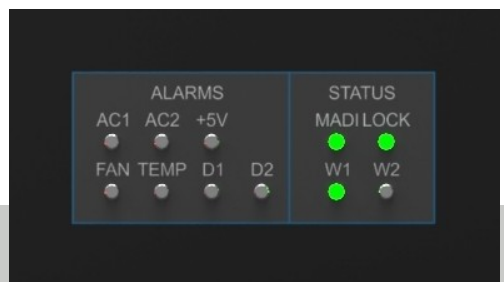 ALARMS
AC1 AC2 +5V
FAN TEMP D1 D2
STATUS
MADI LOCK
W1 W2